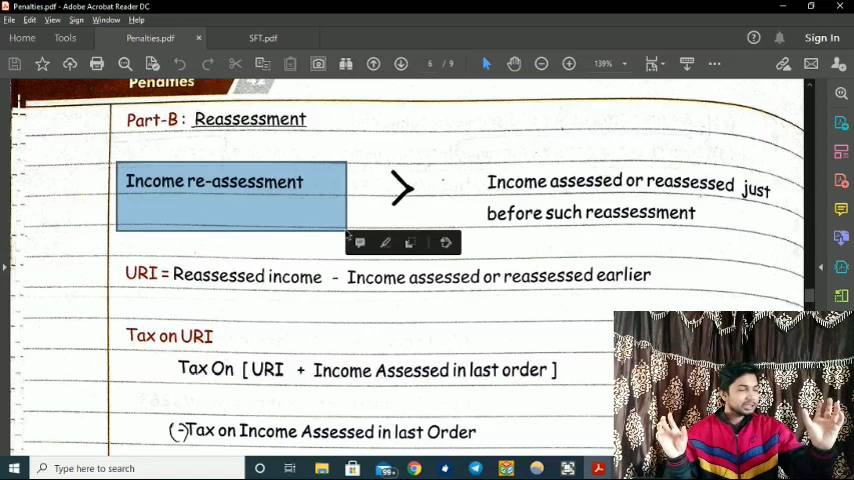 Penalties.pdf - Adobe Acrobat Reader DC
File Edit View Sign Window Help
Home Tools Penalties.pdf × SFT.pdf Sign In
6 / 9 139%
Penalties
Part-B: Reassessment
Income re-assessment > Income assessed or reassessed just
before such reassessment
URI = Reassessed income - Income assessed or reassessed earlier
Tax on URI
Tax On [ URI + Income Assessed in last order ]
(-)Tax on Income Assessed in last Order
Type here to search
99+